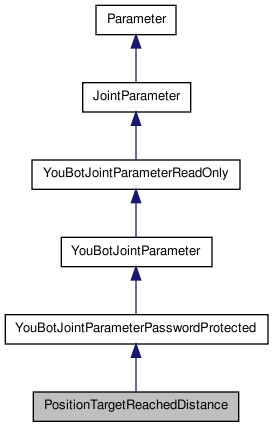 Parameter
JointParameter
YouBotJointParameterReadOnly
YouBotJointParameter
YouBotJointParameterPasswordProtected
PositionTargetReachedDistance